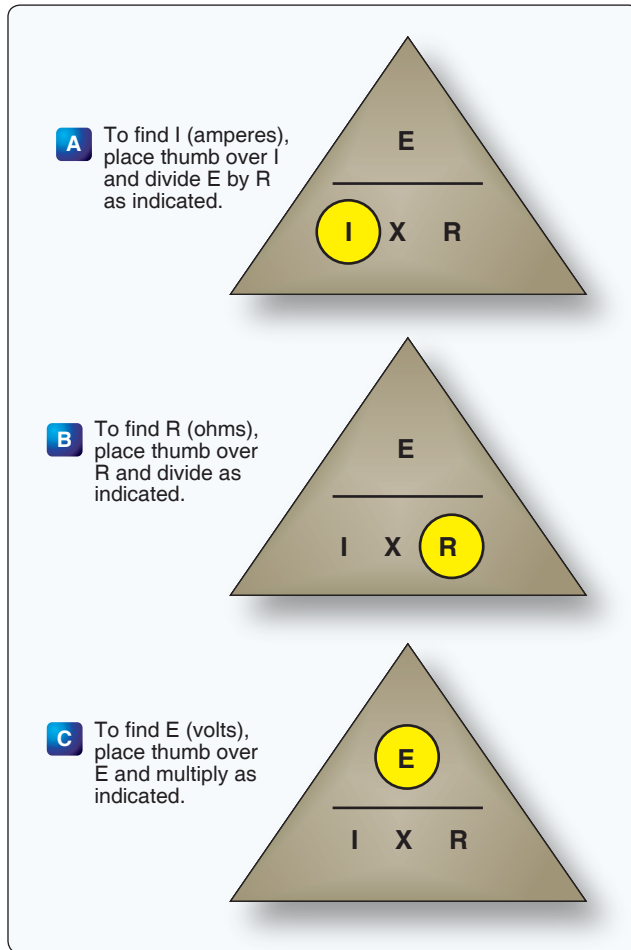 A
To find I (amperes),
place thumb over I
and divide E by R
as indicated.
E
I X R
B
To find R (ohms),
place thumb over
R and divide as
indicated.
E
I X R
C
To find E (volts),
place thumb over
E and multiply as
indicated.
E
I X R